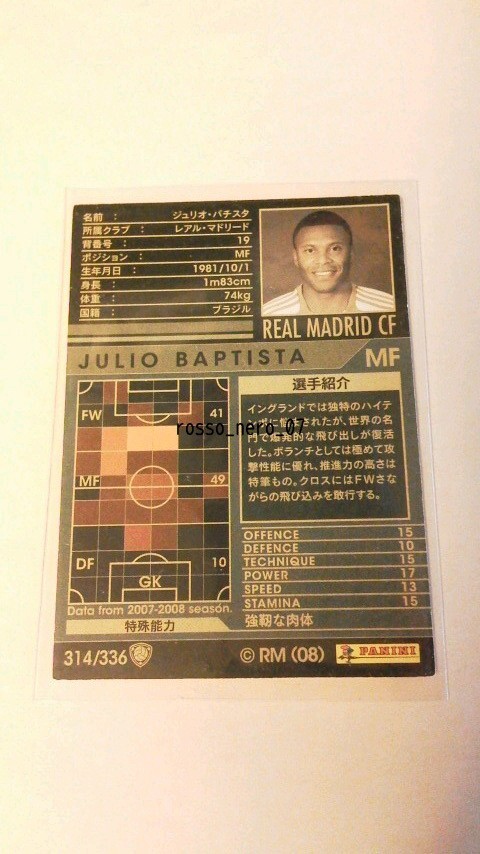 名前 : ジュリオ・バチスタ
所属クラブ : レアル・マドリード
背番号 : 19
ポジション : MF
生年月日 : 1981/10/1
身長 : 1m83cm
体重 : 74kg
国籍 : ブラジル
REAL MADRID CF
JULIO BAPTISTA MF
FW 41
MF 49
DF 10
GK
Data from 2007-2008 season.
選手紹介
イングランドでは独特のハイテ
に悩まされたが、世界の名
門で爆発的な飛び出しが復活
した。ボランチとしては極めて攻
撃性能に優れ、推進力の高さは
特筆もの。クロスにはFWさな
がらの飛び込みを敢行する。
rosso_nero_07
OFFENCE 15
DEFENCE 10
TECHNIQUE 15
POWER 17
SPEED 13
STAMINA 15
特殊能力 強靭な肉体
314/336
© RM (08) PANINI